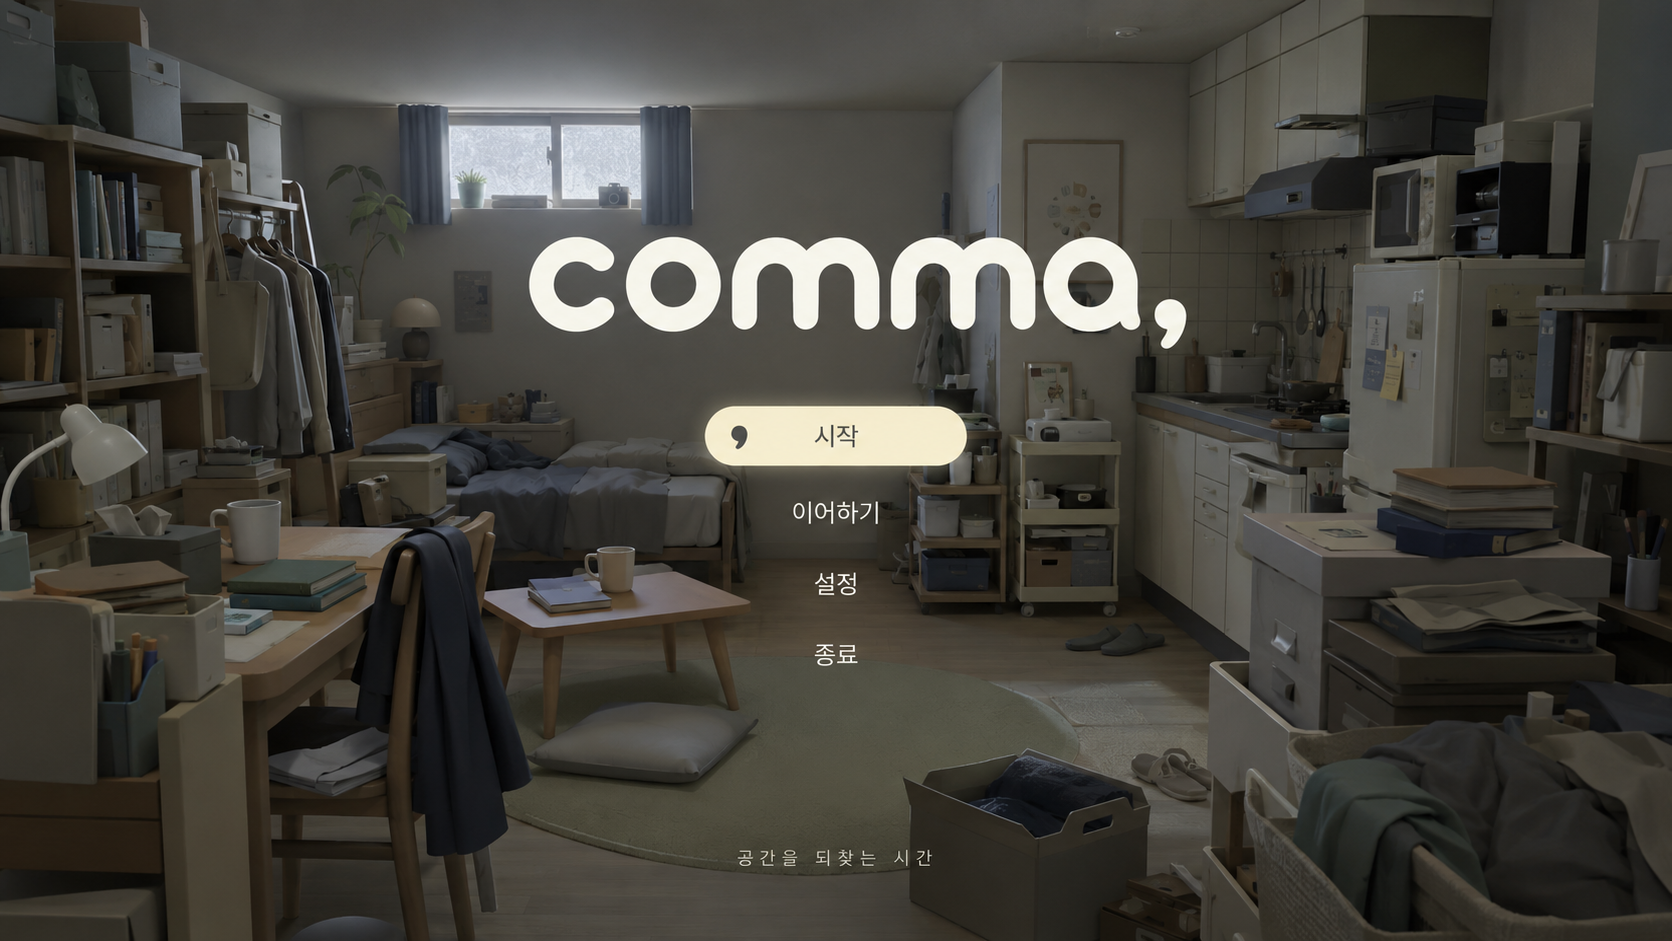 comma,
시작
이어하기
설정
종료
공간을 되찾는 시간